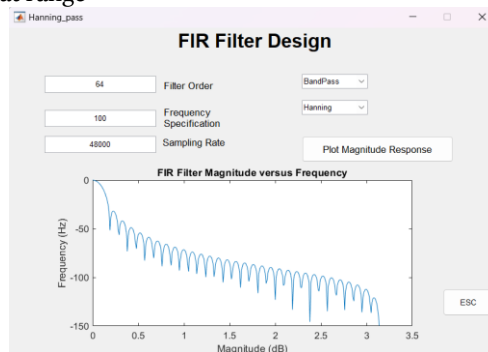 Hanning_pass
FIR Filter Design
64
Filter Order
BandPass
100
Frequency
Specification
Hanning
48000
Sampling Rate
Plot Magnitude Response
FIR Filter Magnitude versus Frequency
Frequency (Hz)
0
-50
-100
-150
0 0.5 1 1.5 2 2.5 3 3.5
Magnitude (dB)
ESC